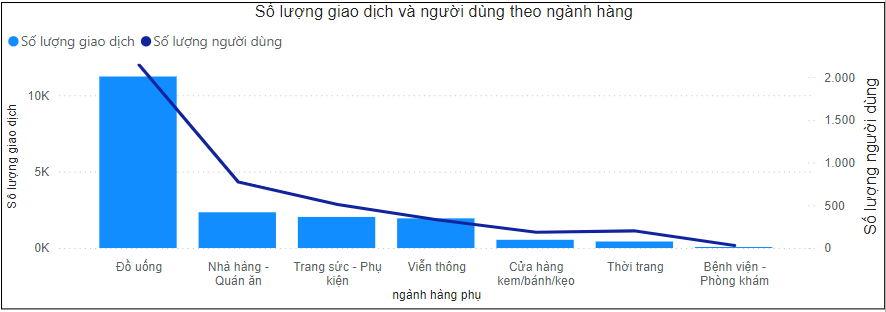 Số lượng giao dịch và người dùng theo ngành hàng
Số lượng giao dịch Số lượng người dùng
Số lượng giao dịch
10K
5K
0K
2.000
1.500
1.000
500
0
Số lượng người dùng
Đồ uống
Nhà hàng -
Quán ăn
Trang sức - Phụ
kiện
Viễn thông
Cửa hàng
kem/bánh/kẹo
Thời trang
Bệnh viện -
Phòng khám
ngành hàng phụ